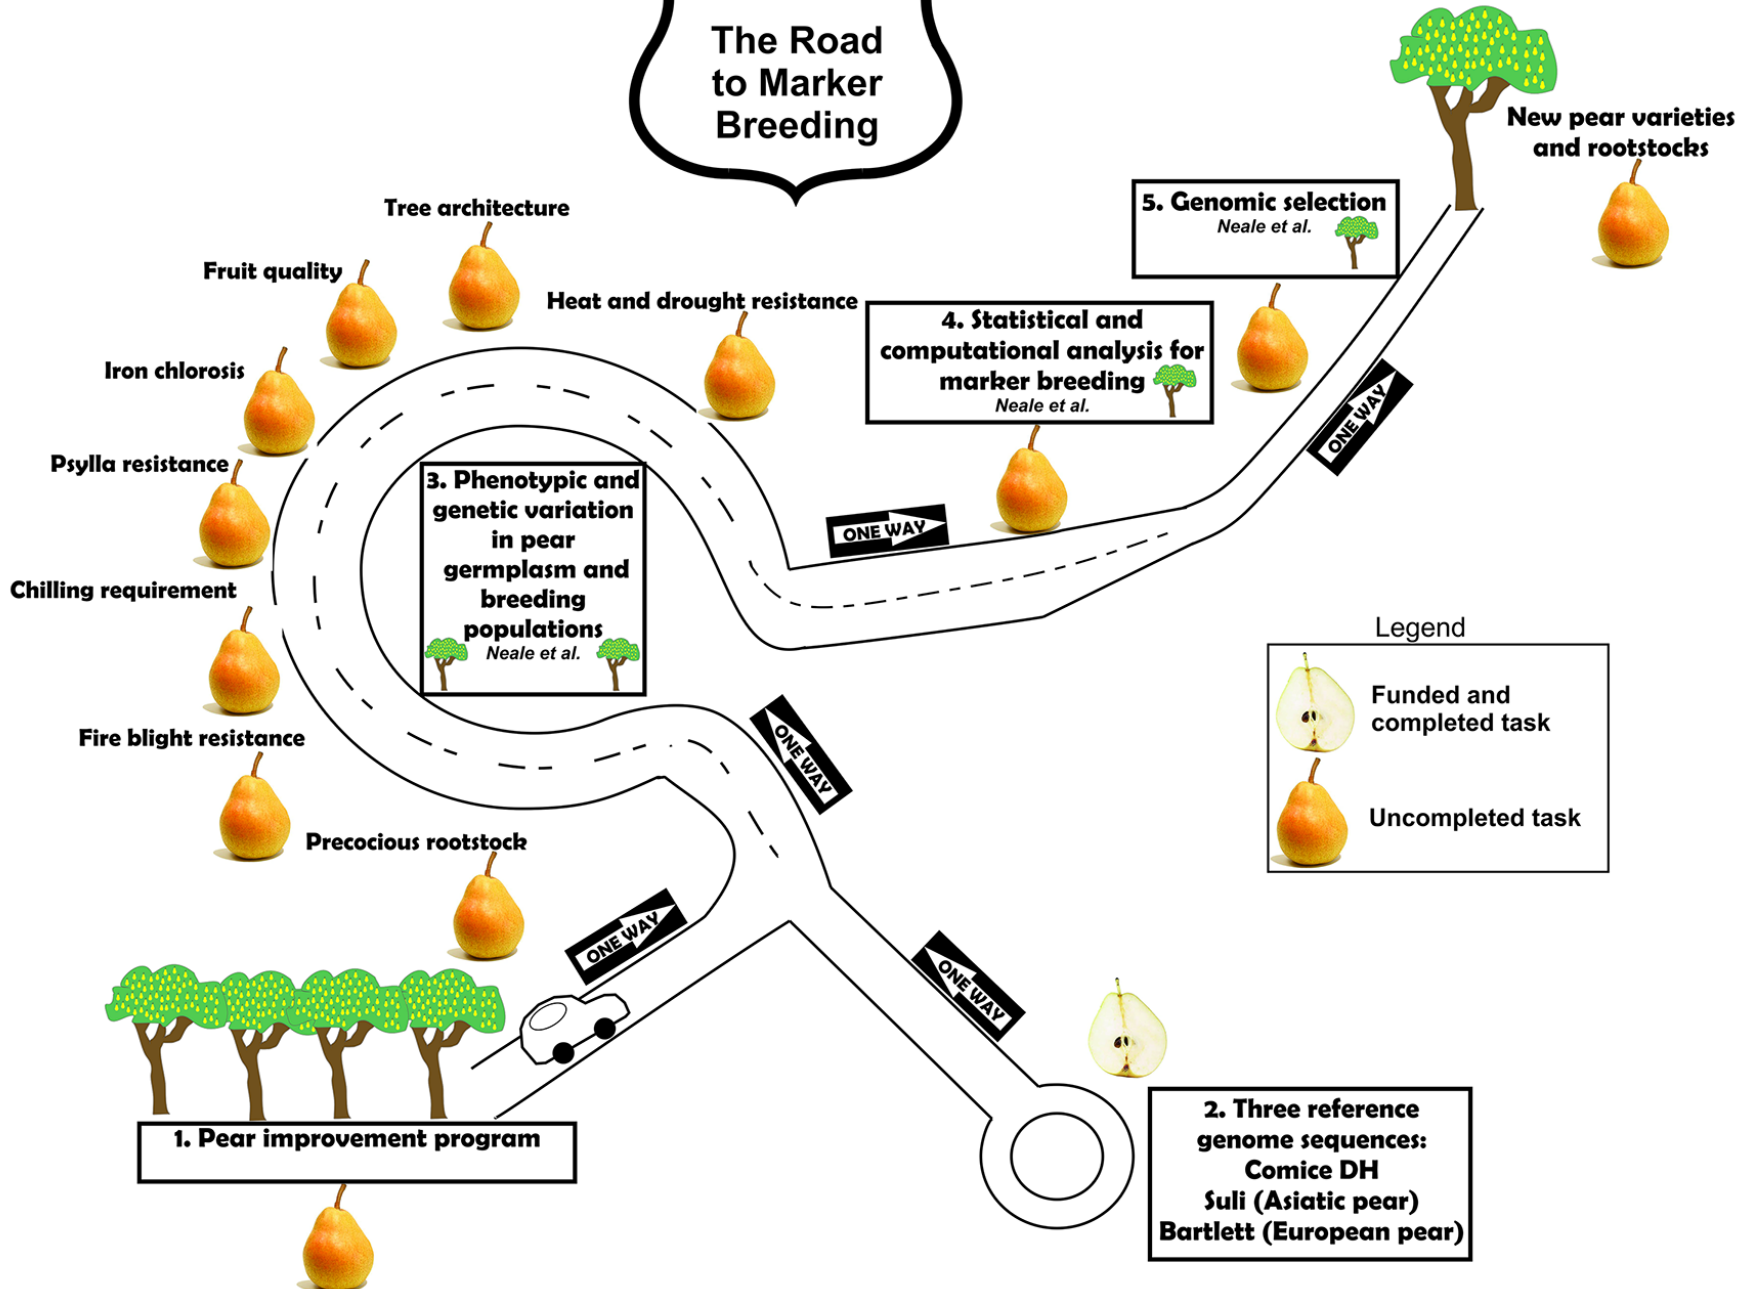 The Road
to Marker
Breeding
New pear varieties
and rootstocks
5. Genomic selection
Neale et al.
Tree architecture
Fruit quality
Heat and drought resistance
4. Statistical and
computational analysis for
marker breeding
Neale et al.
Iron chlorosis
ONE WAY
Psylla resistance
3. Phenotypic and
genetic variation
in pear
germplasm and
breeding
populations
Neale et al.
ONE WAY
Chilling requirement
Legend
Funded and
completed task
Uncompleted task
Fire blight resistance
ONE WAY
Precocious rootstock
ONE WAY
ONE WAY
1. Pear improvement program
2. Three reference
genome sequences:
Comice DH
Suli (Asiatic pear)
Bartlett (European pear)